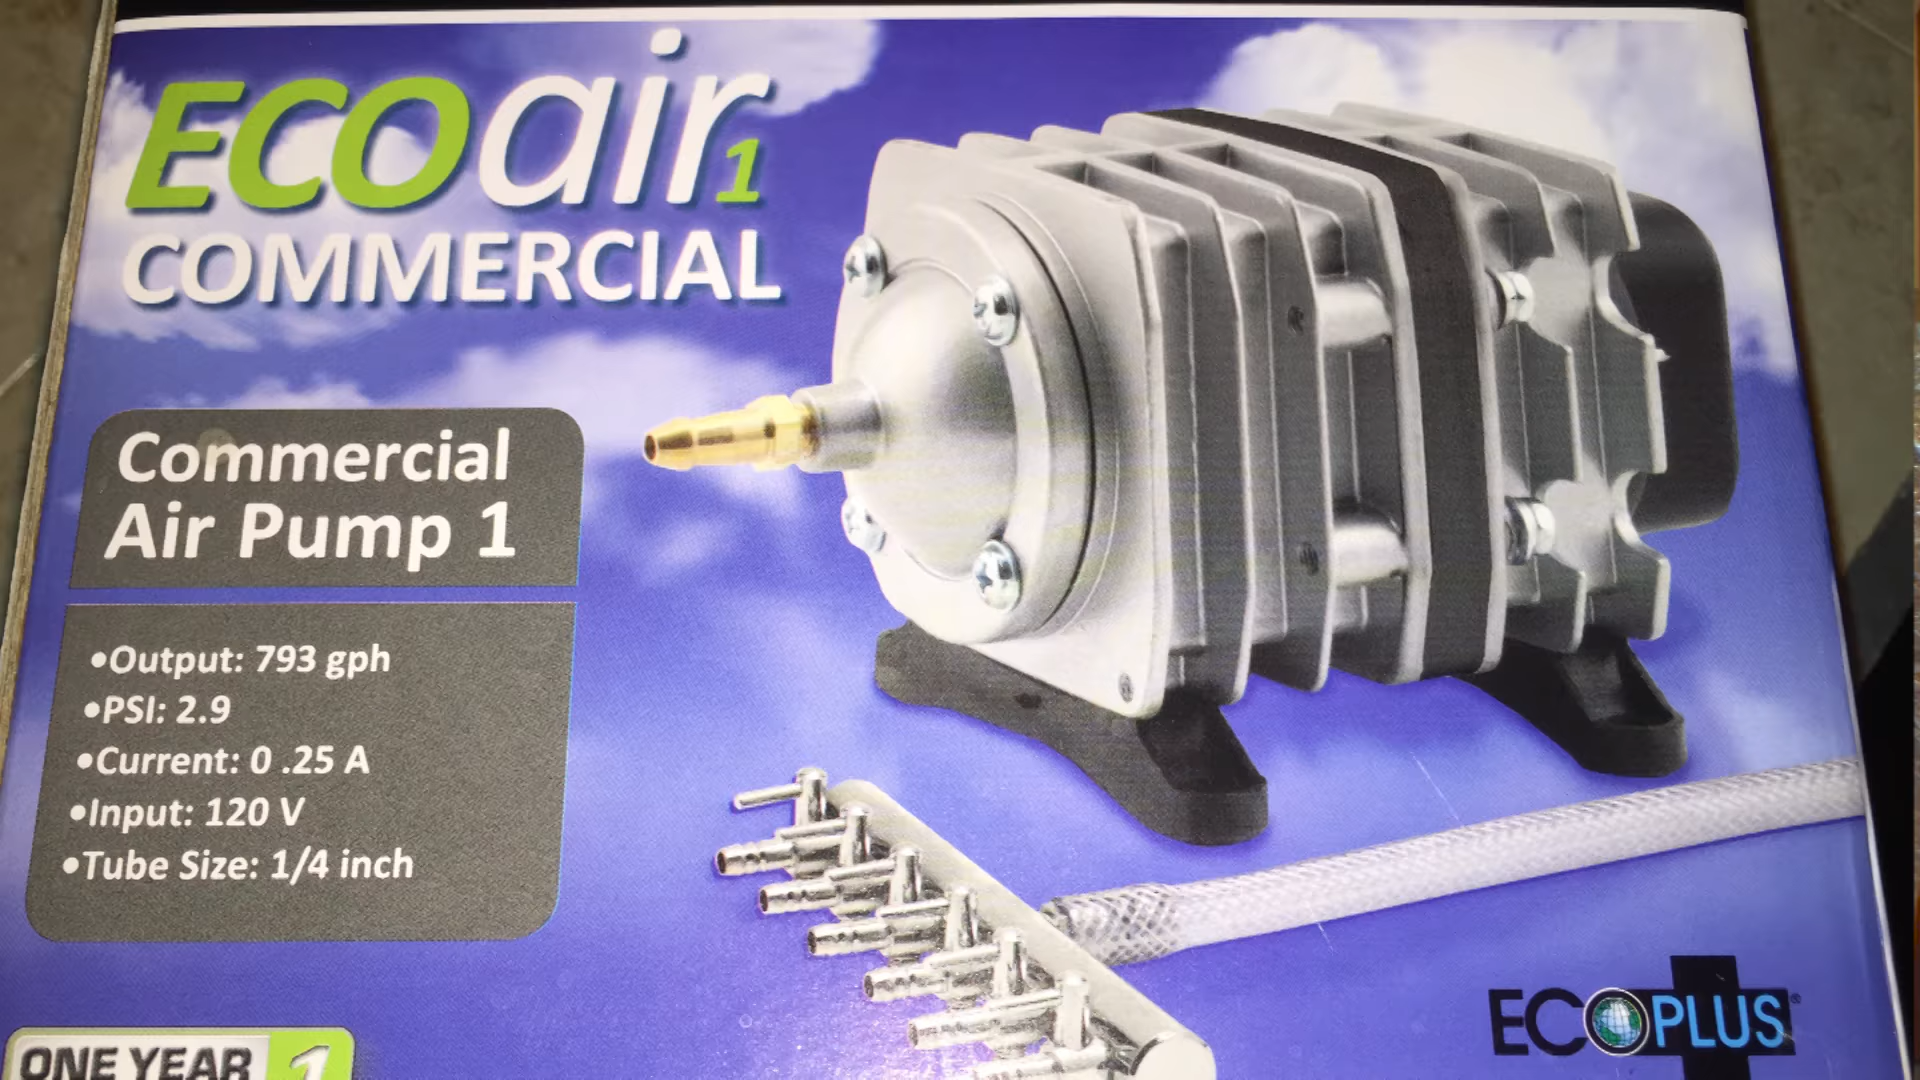 ECOair1
COMMERCIAL
Commercial
Air Pump 1
•Output: 793 gph
•PSI: 2.9
•Current: 0 .25 A
•Input: 120 V
•Tube Size: 1/4 inch
ONE YEAR 1
ECOPLUS®